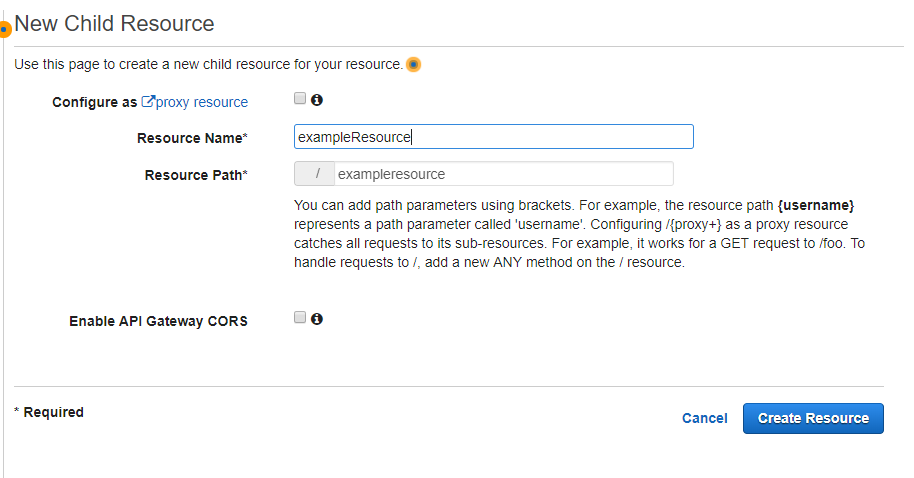 New Child Resource
Use this page to create a new child resource for your resource.
Configure as proxy resource
Resource Name* exampleResource
Resource Path* / exampleresource
You can add path parameters using brackets. For example, the resource path {username}
represents a path parameter called 'username'. Configuring /{proxy+} as a proxy resource
catches all requests to its sub-resources. For example, it works for a GET request to /foo. To
handle requests to /, add a new ANY method on the / resource.
Enable API Gateway CORS
* Required
Cancel Create Resource